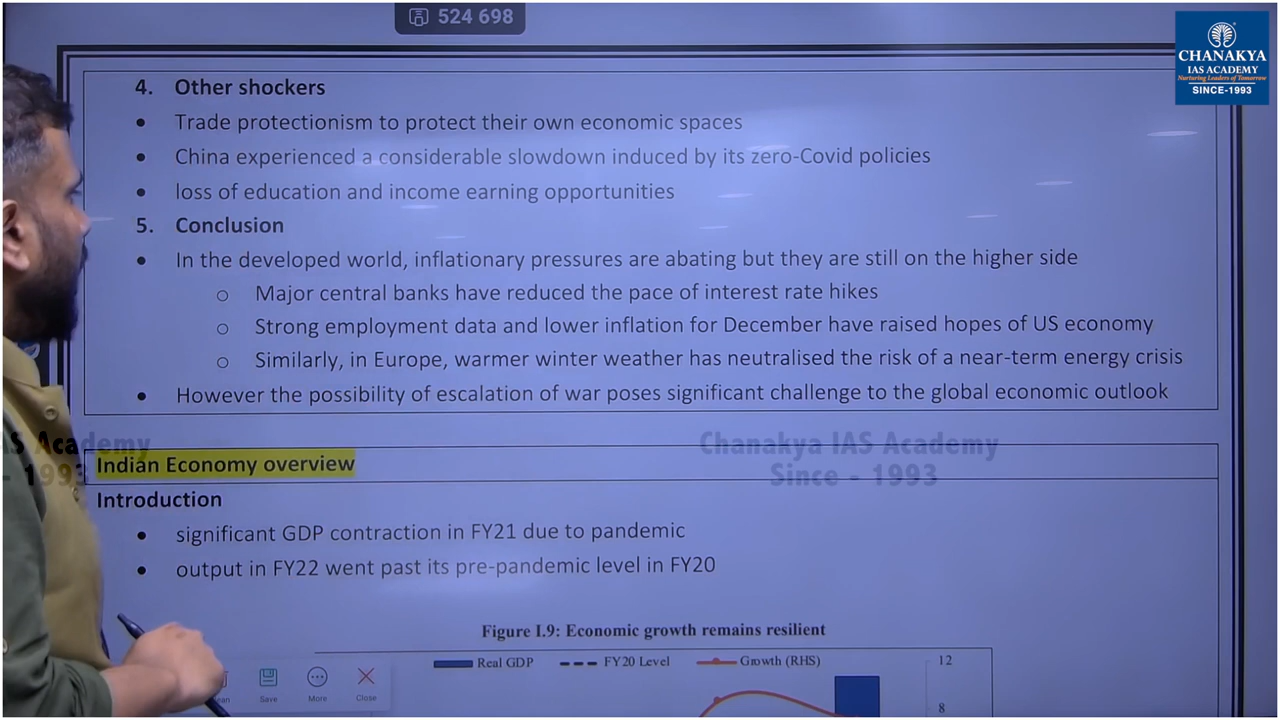 524 698
CHANAKYA
IAS ACADEMY
Nurturing Leaders of Tomorrow
SINCE-1993
4. Other shockers
• Trade protectionism to protect their own economic spaces
• China experienced a considerable slowdown induced by its zero-Covid policies
• loss of education and income earning opportunities
5. Conclusion
• In the developed world, inflationary pressures are abating but they are still on the higher side
o Major central banks have reduced the pace of interest rate hikes
o Strong employment data and lower inflation for December have raised hopes of US economy
o Similarly, in Europe, warmer winter weather has neutralised the risk of a near-term energy crisis
• However the possibility of escalation of war poses significant challenge to the global economic outlook
AS Academy
- 1993
Chanakya IAS Academy
Since - 1993
Indian Economy overview
Introduction
• significant GDP contraction in FY21 due to pandemic
• output in FY22 went past its pre-pandemic level in FY20
Figure I.9: Economic growth remains resilient
Real GDP FY20 Level Growth (RHS)
12
8
Save More Close